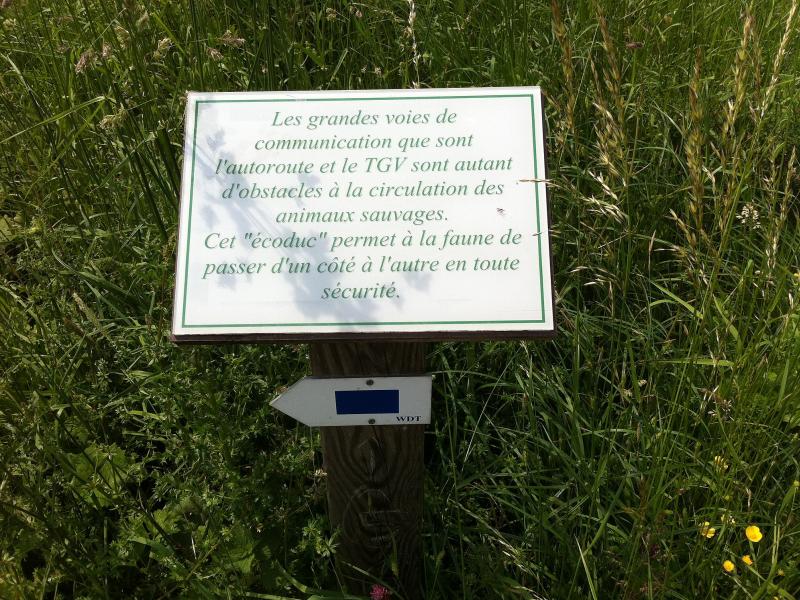 Les grandes voies de
communication que sont
l'autoroute et le TGV sont autant
d'obstacles à la circulation des
animaux sauvages.
Cet "écoduc" permet à la faune de
passer d'un côté à l'autre en toute
sécurité.
WDT